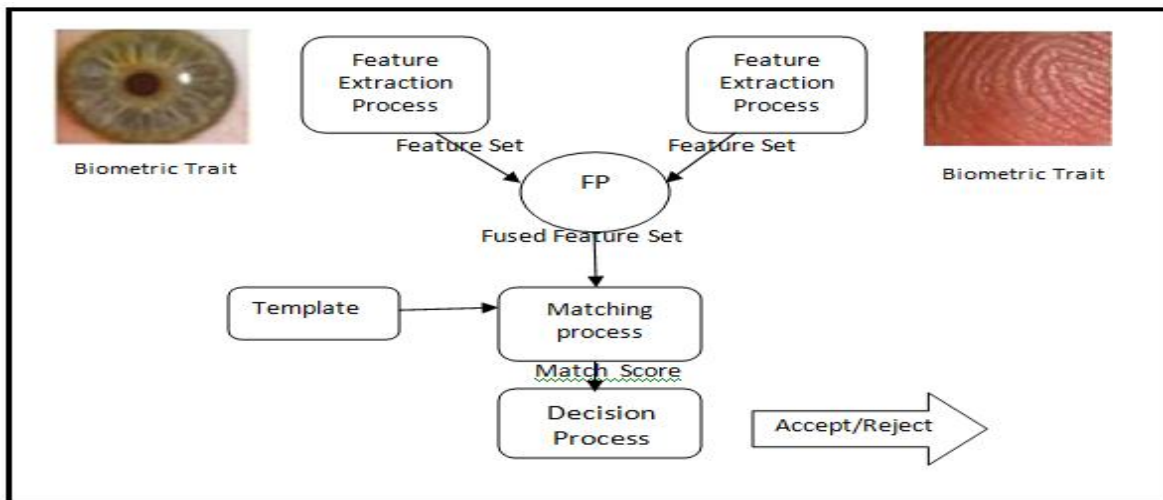 Feature
Extraction
Process
Feature
Extraction
Process
Biometric Trait
Feature Set
Feature Set
Biometric Trait
FP
Fused Feature Set
Template
Matching
process
Match Score
Decision
Process
Accept/Reject